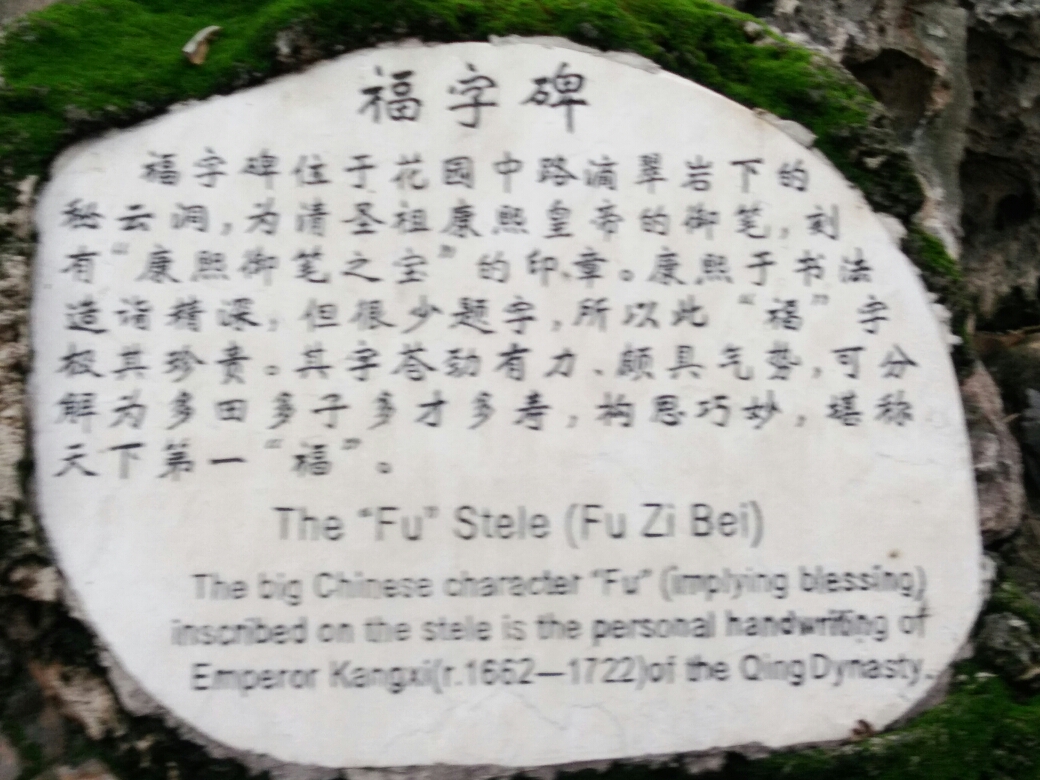 福字碑
福字碑位于花园中路滴翠岩下的
秘云洞,为清圣祖康熙皇帝的御笔,刻
有“康熙御笔之宝”的印章。康熙于书法
造诣精深,但很少题字,所以此“福”字
极其珍贵。其字苍劲有力、颇具气势,可分
解为多田多子多才多寿,构思巧妙,堪称
天下第一“福”。
The “Fu” Stele (Fu Zi Bei)
The big Chinese character “Fu” (implying blessing)
inscribed on the stele is the personal handwriting of
Emperor Kangxi(r.1662—1722)of the Qing Dynasty.